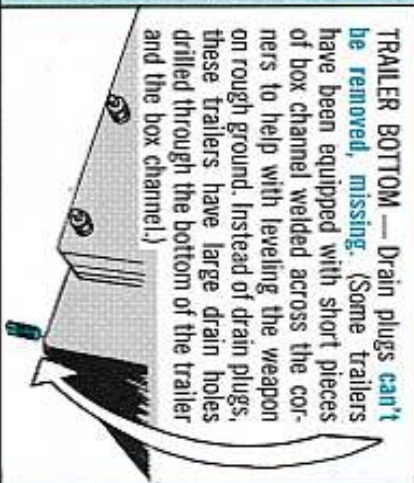 TRAILER BOTTOM — Drain plugs can't
be removed, missing. (Some trailers
have been equipped with short pieces
of box channel welded across the cor-
ners to help with leveling the weapon
on rough ground. Instead of drain plugs,
these trailers have large drain holes
drilled through the bottom of the trailer
and the box channel.)